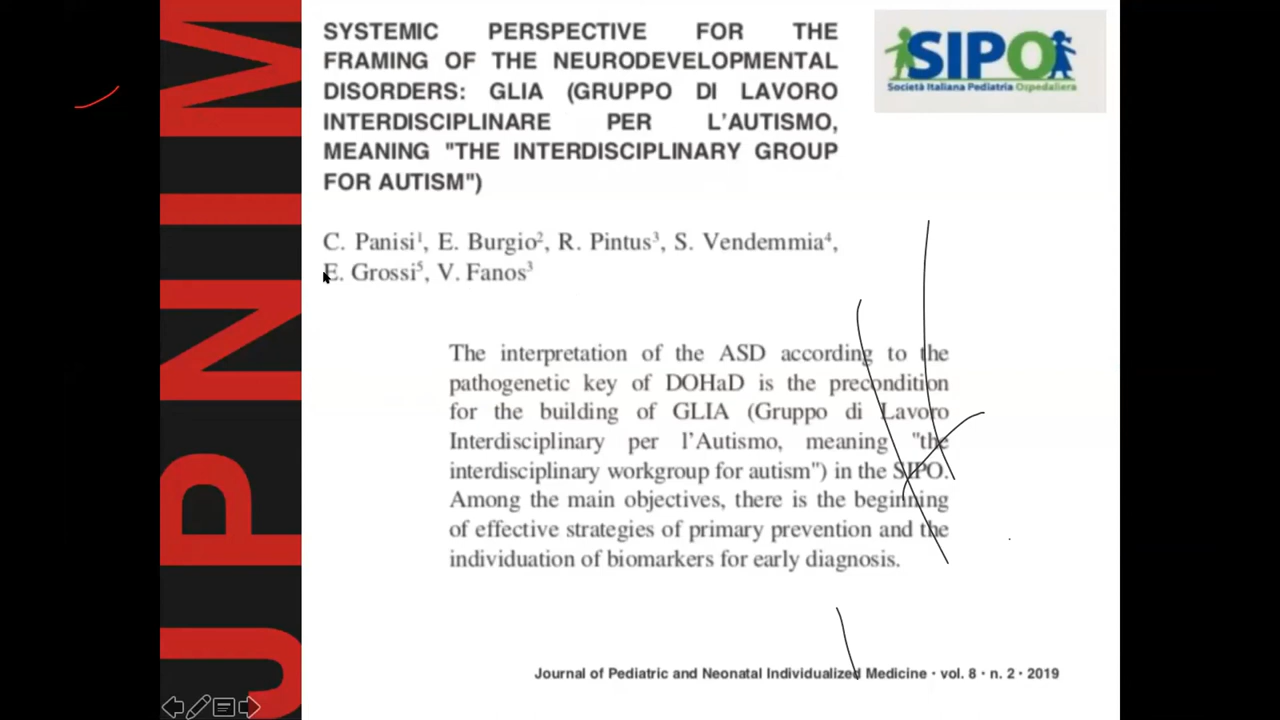 JPNIM
SYSTEMIC PERSPECTIVE FOR THE
FRAMING OF THE NEURODEVELOPMENTAL
DISORDERS: GLIA (GRUPPO DI LAVORO
INTERDISCIPLINARE PER L'AUTISMO,
MEANING "THE INTERDISCIPLINARY GROUP
FOR AUTISM")
SIPO
Società Italiana Pediatria Ospedaliera
C. Panisi¹, E. Burgio², R. Pintus³, S. Vendemmia⁴,
E. Grossi⁵, V. Fanos³
The interpretation of the ASD according to the
pathogenetic key of DOHaD is the precondition
for the building of GLIA (Gruppo di Lavoro
Interdisciplinary per l'Autismo, meaning "the
interdisciplinary workgroup for autism") in the SIPO.
Among the main objectives, there is the beginning
of effective strategies of primary prevention and the
individuation of biomarkers for early diagnosis.
Journal of Pediatric and Neonatal Individualized Medicine • vol. 8 • n. 2 • 2019